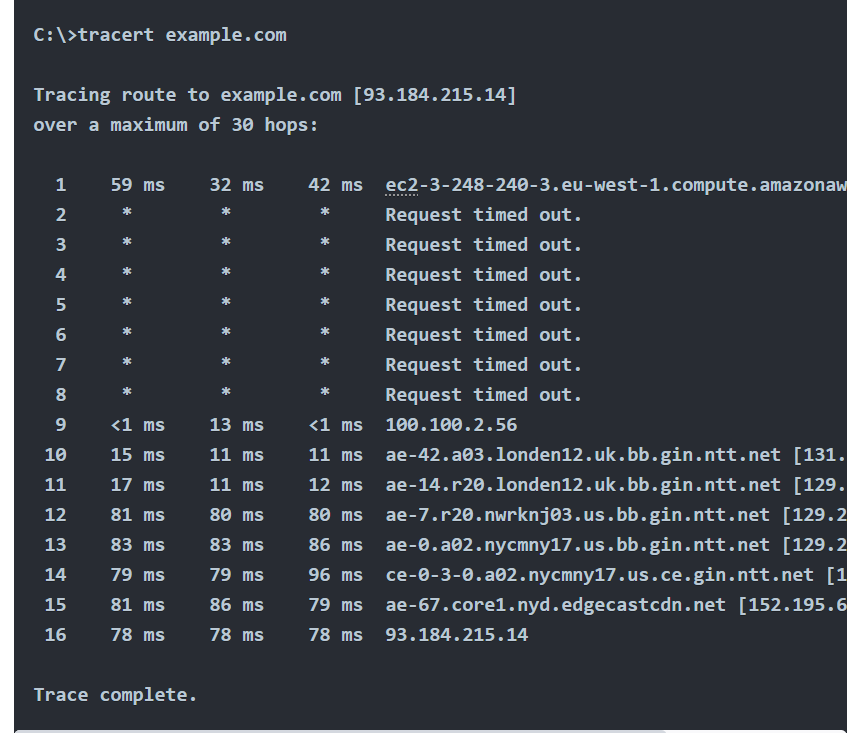 C:\>tracert example.com
Tracing route to example.com [93.184.215.14]
over a maximum of 30 hops:
1 59 ms 32 ms 42 ms ec2-3-248-240-3.eu-west-1.compute.amazonaw
2 * * * Request timed out.
3 * * * Request timed out.
4 * * * Request timed out.
5 * * * Request timed out.
6 * * * Request timed out.
7 * * * Request timed out.
8 * * * Request timed out.
9 <1 ms 13 ms <1 ms 100.100.2.56
10 15 ms 11 ms 11 ms ae-42.a03.londen12.uk.bb.gin.ntt.net [131.
11 17 ms 11 ms 12 ms ae-14.r20.londen12.uk.bb.gin.ntt.net [129.
12 81 ms 80 ms 80 ms ae-7.r20.nwrknj03.us.bb.gin.ntt.net [129.2
13 83 ms 83 ms 86 ms ae-0.a02.nycmny17.us.bb.gin.ntt.net [129.2
14 79 ms 79 ms 96 ms ce-0-3-0.a02.nycmny17.us.ce.gin.ntt.net [1
15 81 ms 86 ms 79 ms ae-67.core1.nyd.edgecastcdn.net [152.195.6
16 78 ms 78 ms 78 ms 93.184.215.14
Trace complete.